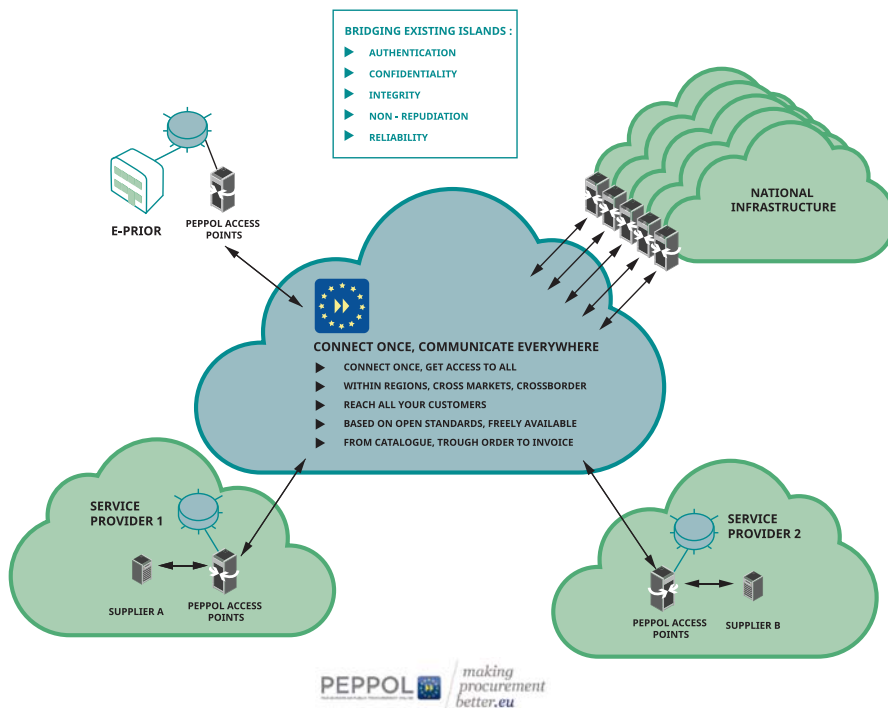 BRIDGING EXISTING ISLANDS :
AUTHENTICATION
CONFIDENTIALITY
INTEGRITY
NON - REPUDIATION
RELIABILITY
E-PRIOR
PEPPOL ACCESS
POINTS
NATIONAL
INFRASTRUCTURE
CONNECT ONCE, COMMUNICATE EVERYWHERE
CONNECT ONCE, GET ACCESS TO ALL
WITHIN REGIONS, CROSS MARKETS, CROSSBORDER
REACH ALL YOUR CUSTOMERS
BASED ON OPEN STANDARDS, FREELY AVAILABLE
FROM CATALOGUE, TROUGH ORDER TO INVOICE
SERVICE
PROVIDER 1
SUPPLIER A
PEPPOL ACCESS
POINTS
SERVICE
PROVIDER 2
PEPPOL ACCESS
POINTS
SUPPLIER B
PEPPOL
making
procurement
better.eu